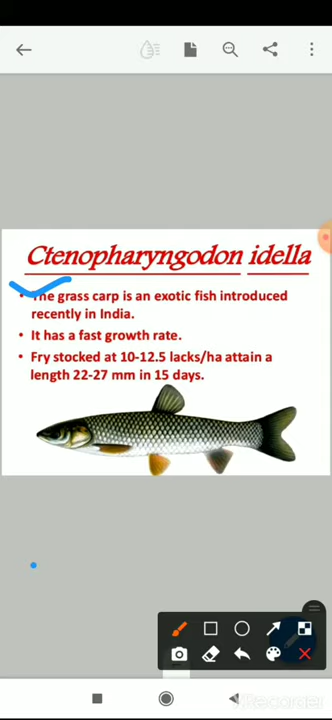 Ctenopharyngodon idella
• The grass carp is an exotic fish introduced
recently in India.
• It has a fast growth rate.
• Fry stocked at 10-12.5 lacks/ha attain a
length 22-27 mm in 15 days.
Recorder